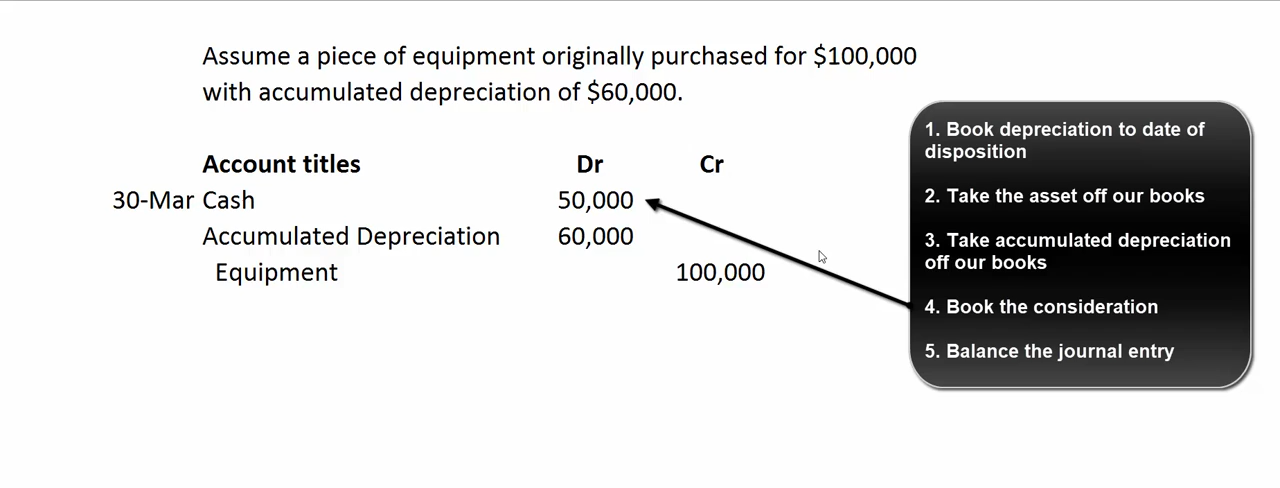 Assume a piece of equipment originally purchased for $100,000
with accumulated depreciation of $60,000.
Account titles Dr Cr
30-Mar Cash 50,000
Accumulated Depreciation 60,000
Equipment 100,000
1. Book depreciation to date of
disposition
2. Take the asset off our books
3. Take accumulated depreciation
off our books
4. Book the consideration
5. Balance the journal entry